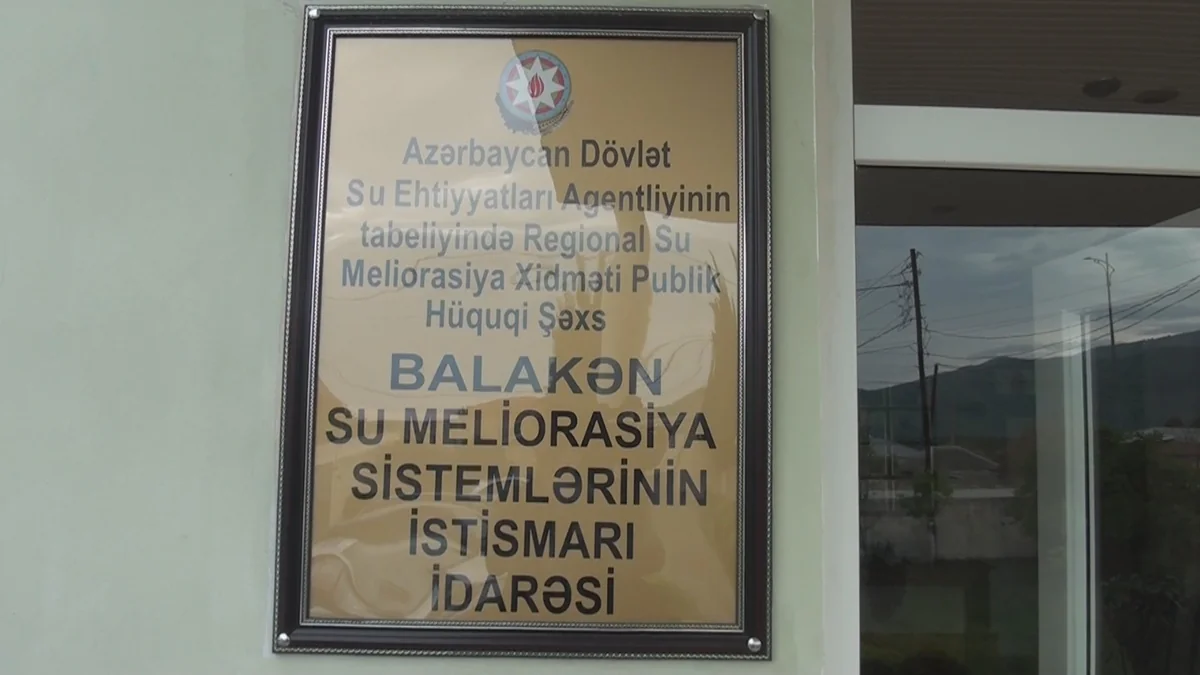 Azərbaycan Dövlət
Su Ehtiyyatları Agentliyinin
tabeliyində Regional Su
Meliorasiya Xidməti Publik
Hüquqi Şəxs
BALAKƏN
SU MELİORASİYA
SİSTEMLƏRİNİN
İSTİSMARI
İDARƏSİ